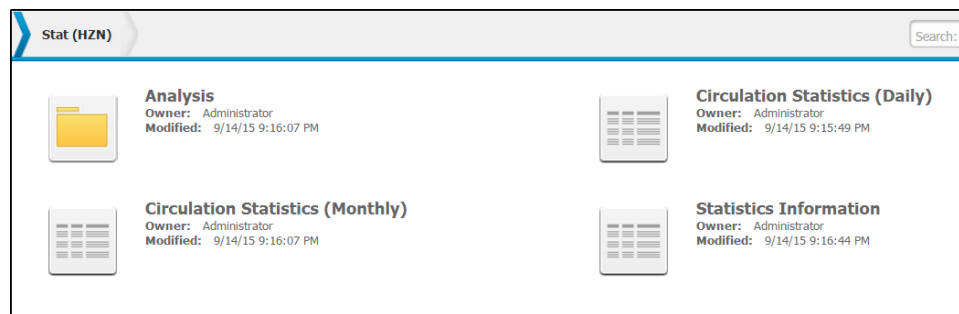 Stat (HZN)
Search:
Analysis
Owner: Administrator
Modified: 9/14/15 9:16:07 PM
Circulation Statistics (Daily)
Owner: Administrator
Modified: 9/14/15 9:15:49 PM
Circulation Statistics (Monthly)
Owner: Administrator
Modified: 9/14/15 9:16:07 PM
Statistics Information
Owner: Administrator
Modified: 9/14/15 9:16:44 PM